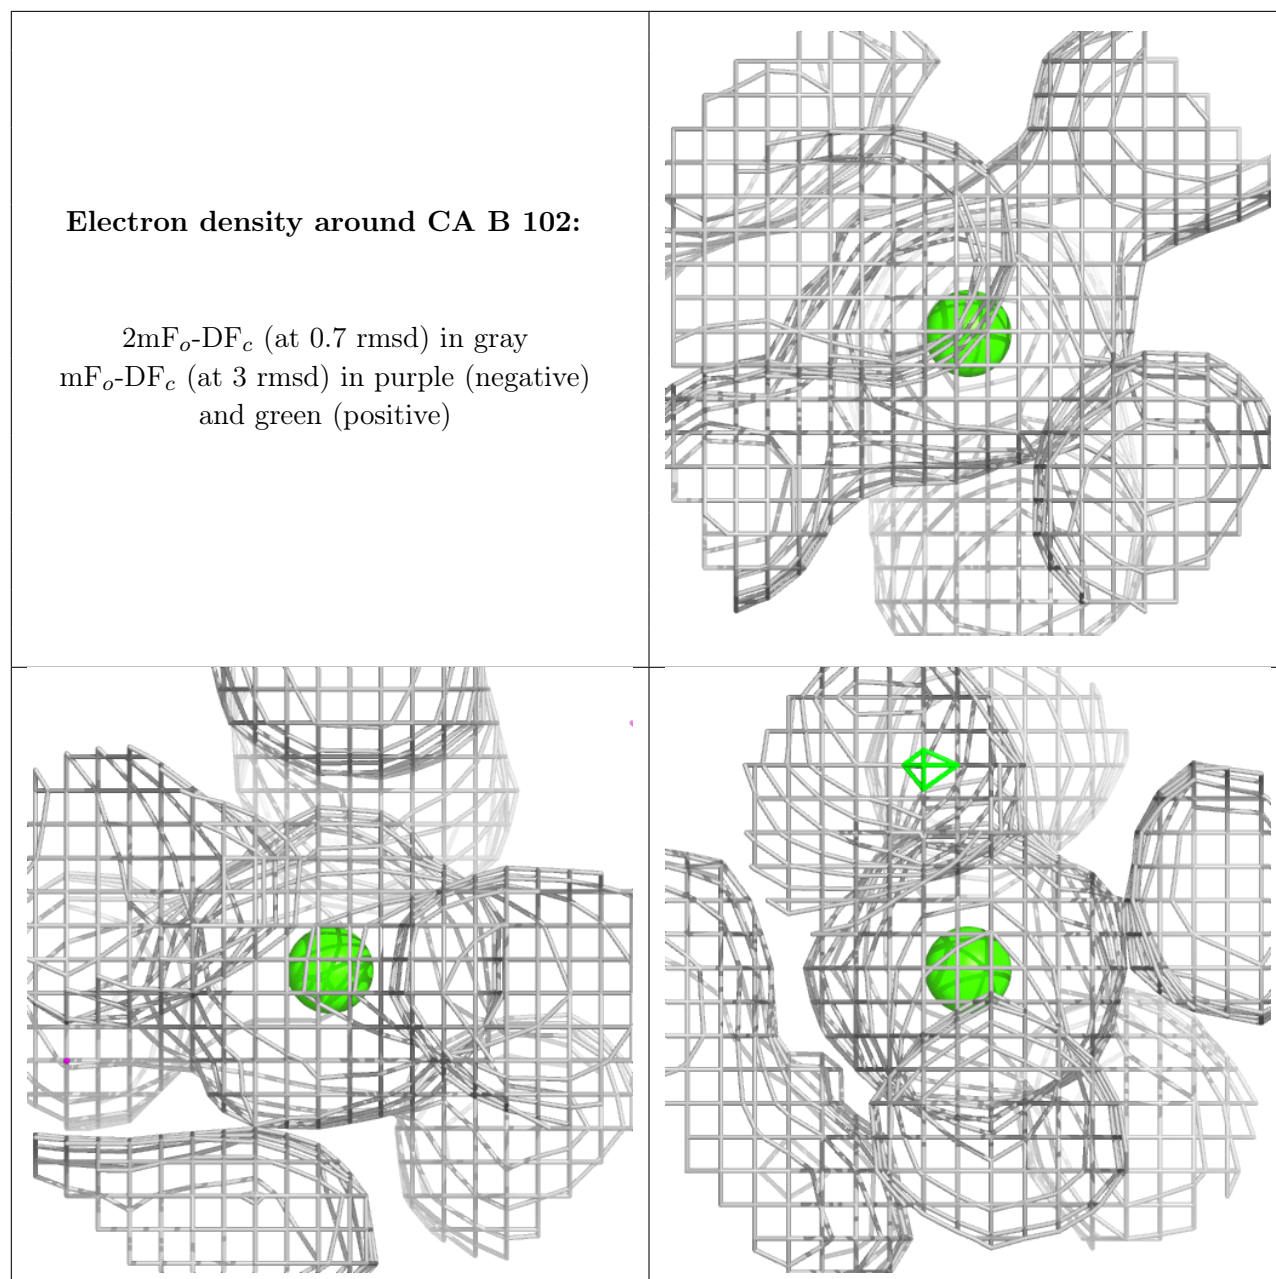 Electron density around CA B 102:
2mFₒ-DF𝑐 (at 0.7 rmsd) in gray
mFₒ-DF𝑐 (at 3 rmsd) in purple (negative)
and green (positive)